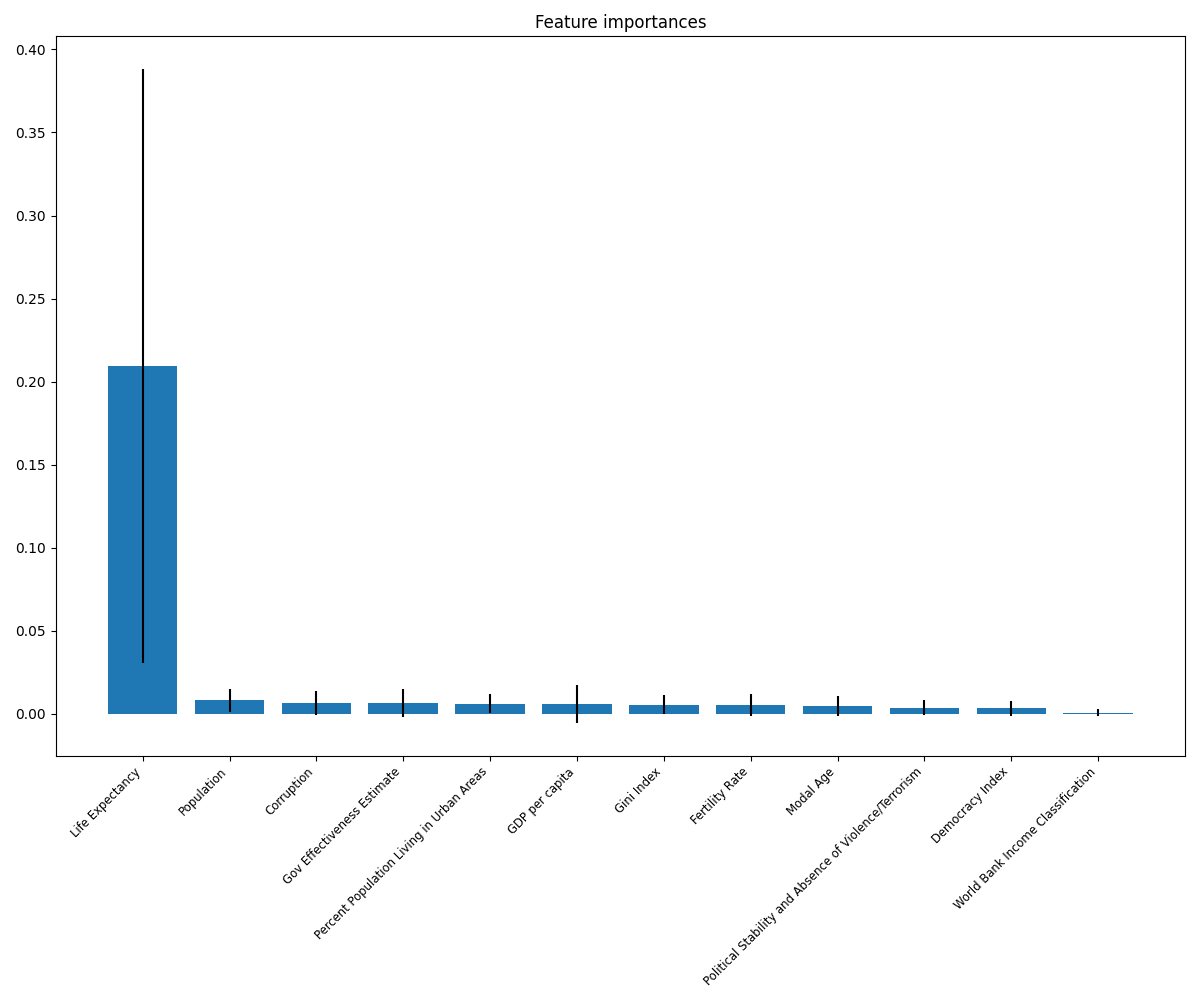 Feature importances
0.40
0.35
0.30
0.25
0.20
0.15
0.10
0.05
0.00
Life Expectancy
Population
Corruption
Gov Effectiveness Estimate
Percent Population Living in Urban Areas
GDP per capita
Gini Index
Fertility Rate
Modal Age
Political Stability and Absence of Violence/Terrorism
Democracy Index
World Bank Income Classification